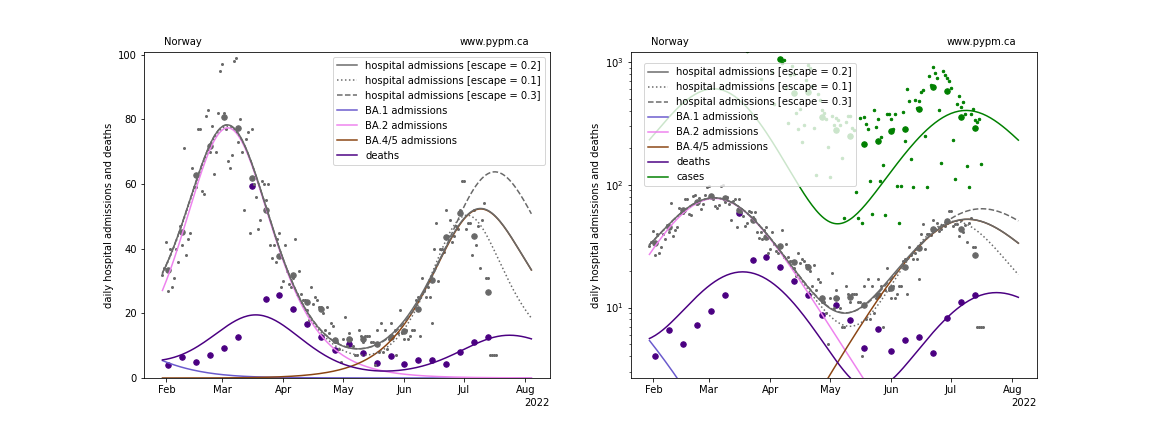 Norway www.pypm.ca
daily hospital admissions and deaths
100
80
60
40
20
0
hospital admissions [escape = 0.2]
hospital admissions [escape = 0.1]
hospital admissions [escape = 0.3]
BA.1 admissions
BA.2 admissions
BA.4/5 admissions
deaths
Feb Mar Apr May Jun Jul Aug
2022
Norway www.pypm.ca
daily hospital admissions and deaths
10³
10²
10¹
hospital admissions [escape = 0.2]
hospital admissions [escape = 0.1]
hospital admissions [escape = 0.3]
BA.1 admissions
BA.2 admissions
BA.4/5 admissions
deaths
cases
Feb Mar Apr May Jun Jul Aug
2022